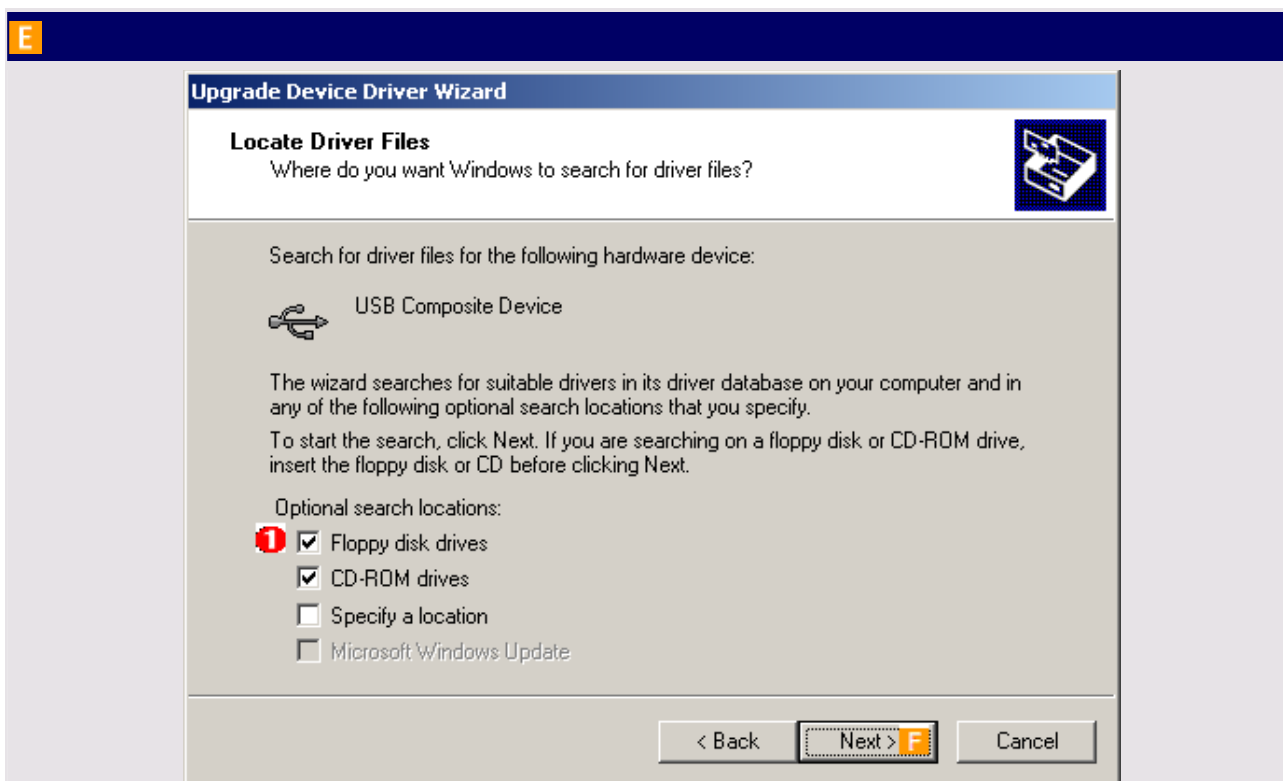 E
Upgrade Device Driver Wizard
Locate Driver Files
Where do you want Windows to search for driver files?
Search for driver files for the following hardware device:
USB Composite Device
The wizard searches for suitable drivers in its driver database on your computer and in
any of the following optional search locations that you specify.
To start the search, click Next. If you are searching on a floppy disk or CD-ROM drive,
insert the floppy disk or CD before clicking Next.
Optional search locations:
1 Floppy disk drives
CD-ROM drives
Specify a location
Microsoft Windows Update
< Back Next > F Cancel